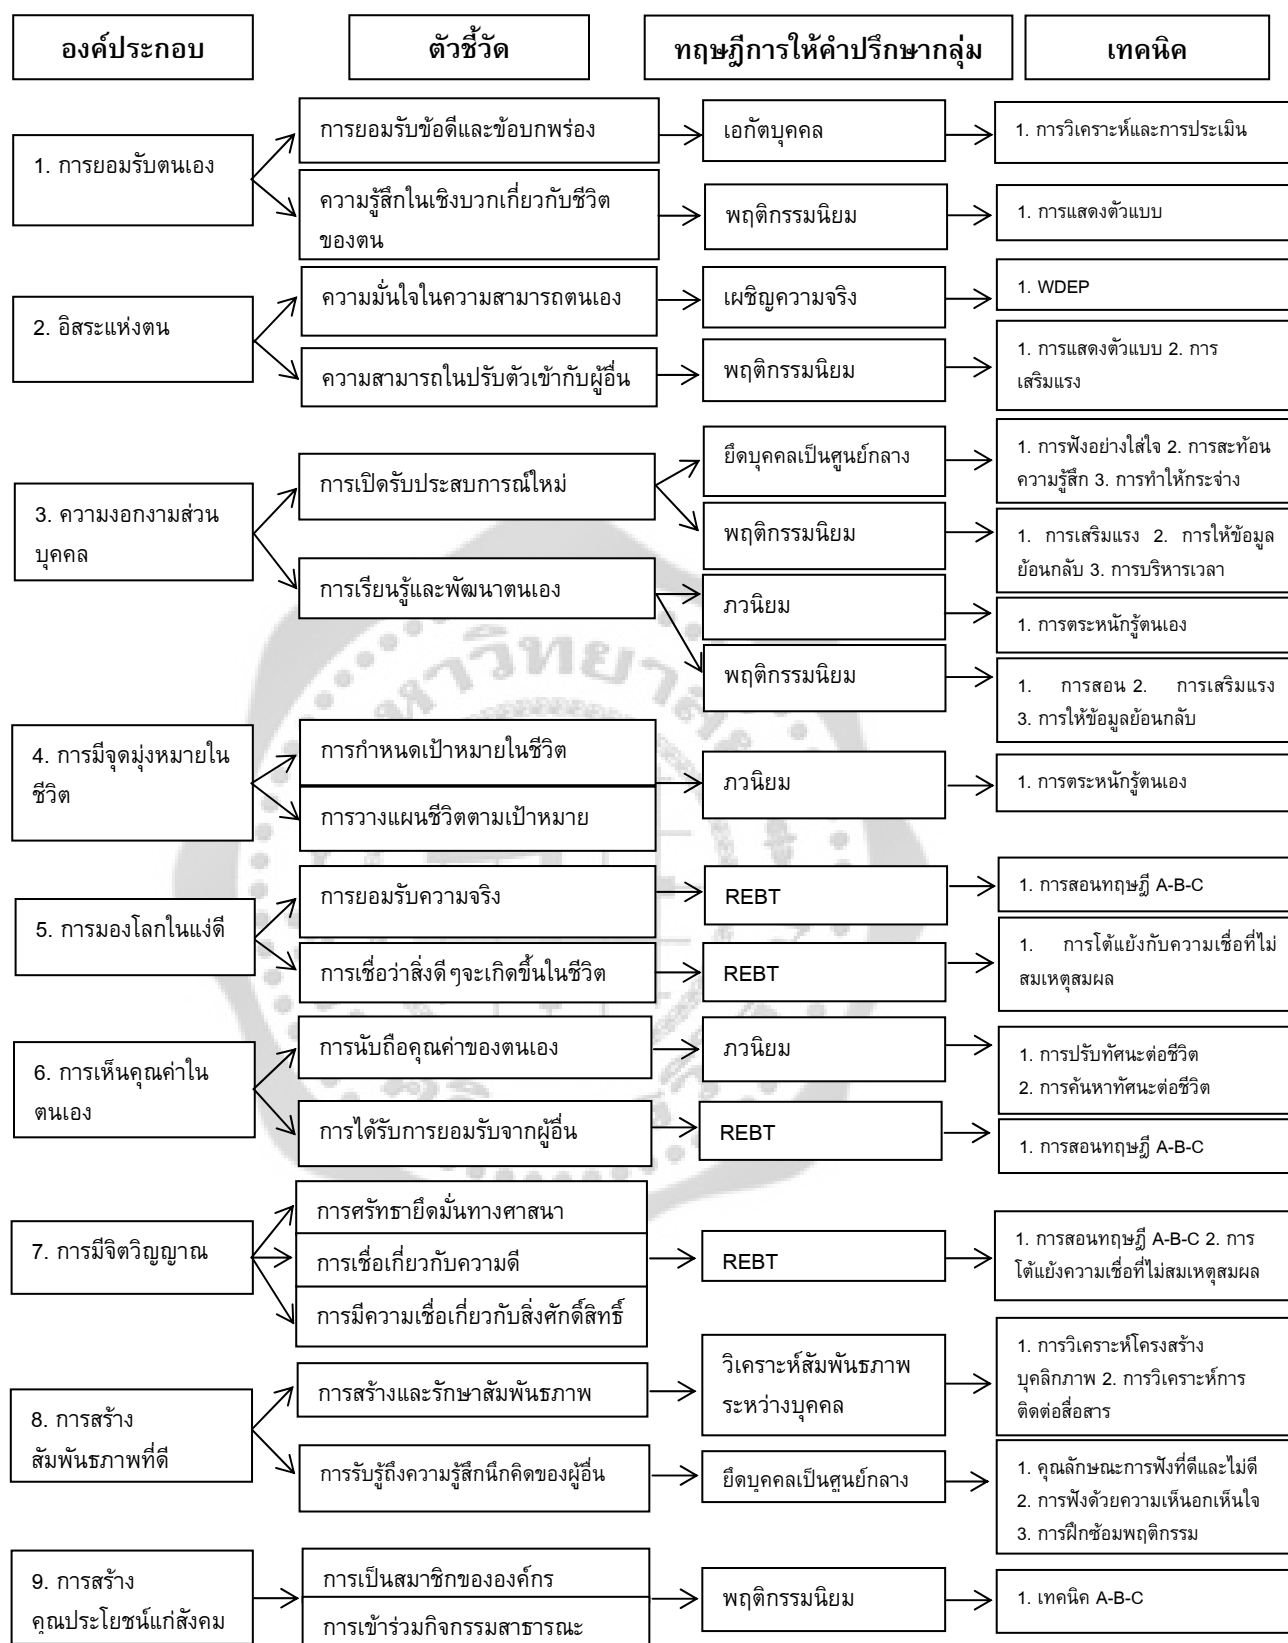 องค์ประกอบ
ตัวชี้วัด
ทฤษฎีการให้คำปรึกษากลุ่ม
เทคนิค
1. การยอมรับตนเอง
การยอมรับข้อดีและข้อบกพร่อง
เอกัตบุคคล
1. การวิเคราะห์และการประเมิน
ความรู้สึกในเชิงบวกเกี่ยวกับชีวิต
ของตน
พฤติกรรมนิยม
1. การแสดงตัวแบบ
2. อิสระแห่งตน
ความมั่นใจในความสามารถตนเอง
เผชิญความจริง
1. WDEP
ความสามารถในปรับตัวเข้ากับผู้อื่น
พฤติกรรมนิยม
1. การแสดงตัวแบบ 2. การ
เสริมแรง
3. ความงอกงามส่วน
บุคคล
การเปิดรับประสบการณ์ใหม่
ยึดบุคคลเป็นศูนย์กลาง
1. การฟังอย่างใส่ใจ 2. การสะท้อน
ความรู้สึก 3. การทำให้กระจ่าง
พฤติกรรมนิยม
1. การเสริมแรง 2. การให้ข้อมูล
ย้อนกลับ 3. การบริหารเวลา
การเรียนรู้และพัฒนาตนเอง
ภวนิยม
1. การตระหนักรู้ตนเอง
พฤติกรรมนิยม
1. การสอน 2. การเสริมแรง
3. การให้ข้อมูลย้อนกลับ
4. การมีจุดมุ่งหมายใน
ชีวิต
การกำหนดเป้าหมายในชีวิต
การวางแผนชีวิตตามเป้าหมาย
ภวนิยม
1. การตระหนักรู้ตนเอง
5. การมองโลกในแง่ดี
การยอมรับความจริง
REBT
1. การสอนทฤษฎี A-B-C
การเชื่อว่าสิ่งดีๆจะเกิดขึ้นในชีวิต
REBT
1. การโต้แย้งกับความเชื่อที่ไม่
สมเหตุสมผล
6. การเห็นคุณค่าใน
ตนเอง
การนับถือคุณค่าของตนเอง
ภวนิยม
1. การปรับทัศนะต่อชีวิต
2. การค้นหาทัศนะต่อชีวิต
การได้รับการยอมรับจากผู้อื่น
REBT
1. การสอนทฤษฎี A-B-C
7. การมีจิตวิญญาณ
การศรัทธายึดมั่นทางศาสนา
การเชื่อเกี่ยวกับความดี
การมีความเชื่อเกี่ยวกับสิ่งศักดิ์สิทธิ์
REBT
1. การสอนทฤษฎี A-B-C 2. การ
โต้แย้งความเชื่อที่ไม่สมเหตุสมผล
8. การสร้าง
สัมพันธภาพที่ดี
การสร้างและรักษาสัมพันธภาพ
วิเคราะห์สัมพันธภาพ
ระหว่างบุคคล
1. การวิเคราะห์โครงสร้าง
บุคลิกภาพ 2. การวิเคราะห์การ
ติดต่อสื่อสาร
การรับรู้ถึงความรู้สึกนึกคิดของผู้อื่น
ยึดบุคคลเป็นศูนย์กลาง
1. คุณลักษณะการฟังที่ดีและไม่ดี
2. การฟังด้วยความเห็นอกเห็นใจ
3. การฝึกซ้อมพฤติกรรม
9. การสร้าง
คุณประโยชน์แก่สังคม
การเป็นสมาชิกขององค์กร
การเข้าร่วมกิจกรรมสาธารณะ
พฤติกรรมนิยม
1. เทคนิค A-B-C